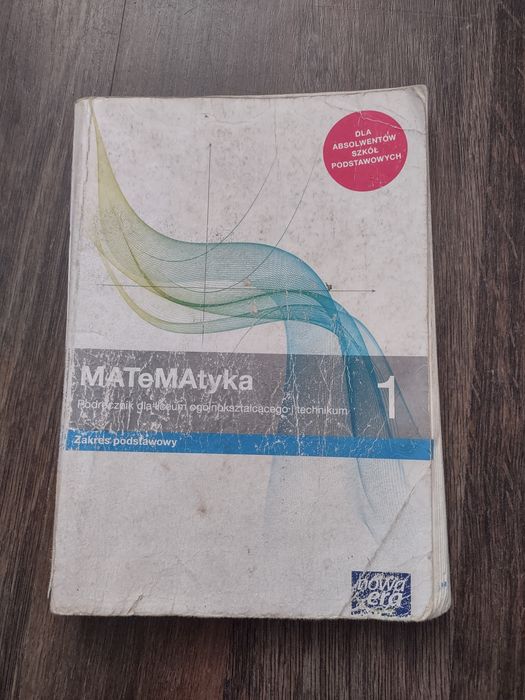 DLA
ABSOLWENTÓW
SZKÓŁ
PODSTAWOWYCH
MATeMAtyka
1
Podręcznik dla liceum ogólnokształcącego i technikum
Zakres podstawowy
nowa
era